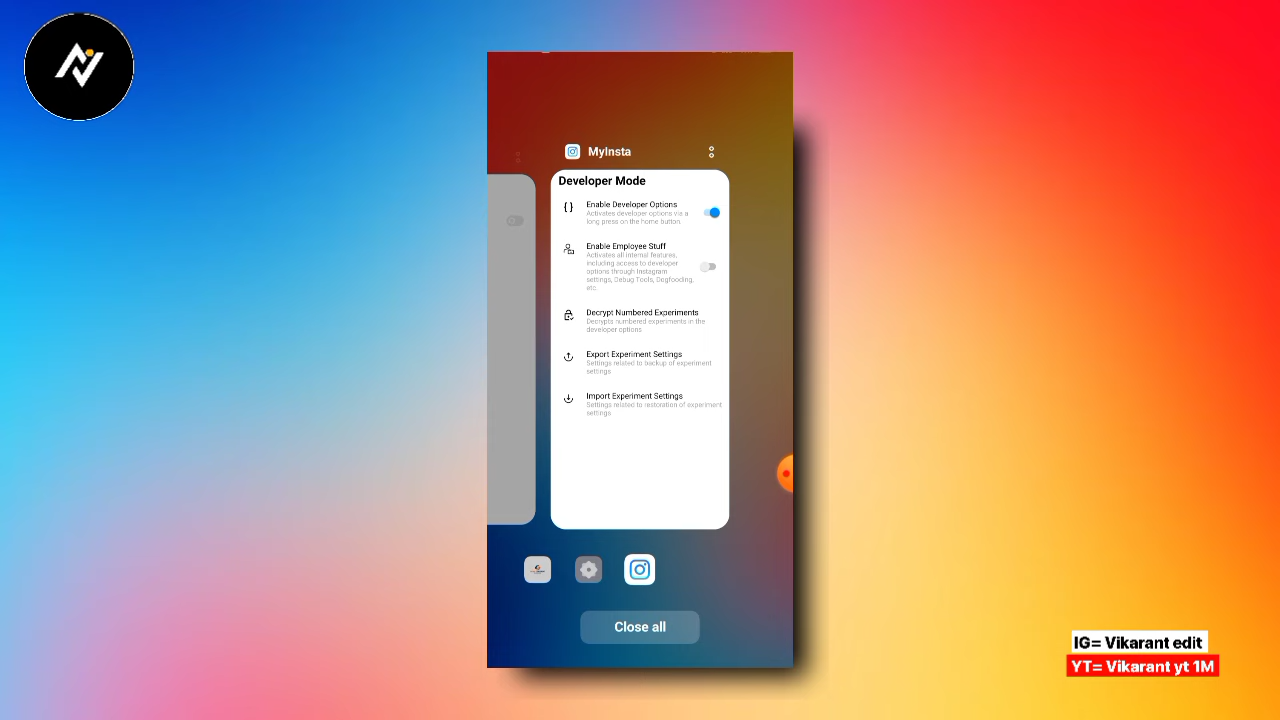 MyInsta
Developer Mode
Enable Developer Options
Activates developer options via a
long press on the home button.
Enable Employee Stuff
Activates all internal features,
including access to developer
options through Instagram
settings, Debug Tools, Dogfooding,
etc.
Decrypt Numbered Experiments
Decrypts numbered experiments in the
developer options
Export Experiment Settings
Settings related to backup of experiment
settings.
Import Experiment Settings
Settings related to restoration of experiment
settings
Close all
IG= Vikarant edit
YT= Vikarant yt 1M